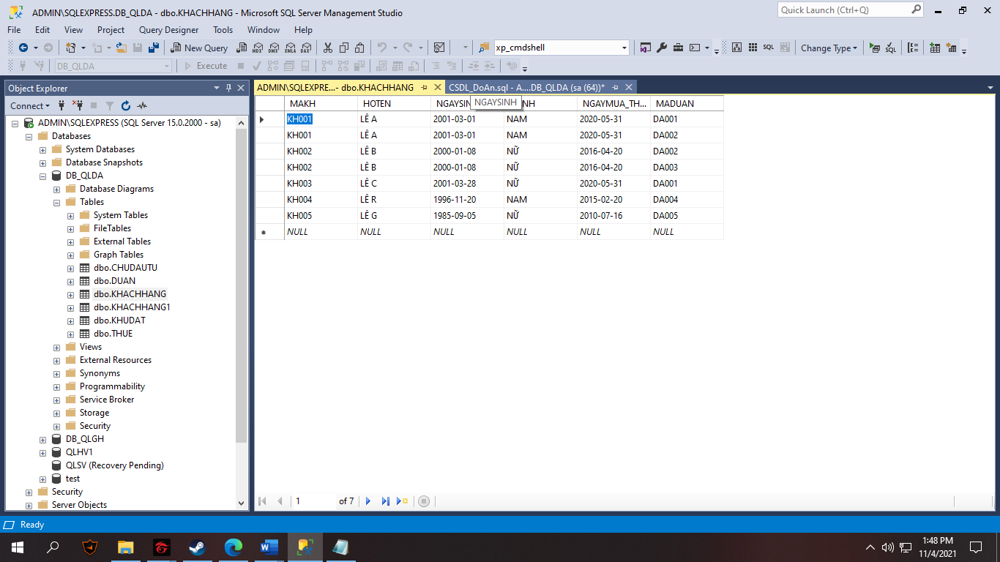 ADMIN\SQLEXPRESS.DB_QLDA - dbo.KHACHHANG - Microsoft SQL Server Management Studio
Quick Launch (Ctrl+Q)
File Edit View Project Query Designer Tools Window Help
New Query MDX DMX XMLA DAX xp_cmdshell SQL Change Type SQL
DB_QLDA Execute
Object Explorer
Connect
ADMIN\SQLEXPRESS (SQL Server 15.0.2000 - sa)
Databases
System Databases
Database Snapshots
DB_QLDA
Database Diagrams
Tables
System Tables
FileTables
External Tables
Graph Tables
dbo.CHUDAUTU
dbo.DUAN
dbo.KHACHHANG
dbo.KHACHHANG1
dbo.KHUDAT
dbo.THUE
Views
External Resources
Synonyms
Programmability
Service Broker
Storage
Security
DB_QLGH
QLHV1
QLSV (Recovery Pending)
test
Security
Server Objects
ADMIN\SQLEXPRE...- dbo.KHACHHANG CSDL_DoAn.sql - A....DB_QLDA (sa (64))*
NGAYSINH
MAKH HOTEN NGAYSIN NH NGAYMUA_TH... MADUAN
KH001 LÊ A 2001-03-01 NAM 2020-05-31 DA001
KH001 LÊ A 2001-03-01 NAM 2020-05-31 DA002
KH002 LÊ B 2000-01-08 NỮ 2016-04-20 DA002
KH002 LÊ B 2000-01-08 NỮ 2016-04-20 DA003
KH003 LÊ C 2001-03-28 NỮ 2020-05-31 DA001
KH004 LÊ R 1996-11-20 NAM 2015-02-20 DA004
KH005 LÊ G 1985-09-05 NỮ 2010-07-16 DA005
NULL NULL NULL NULL NULL NULL
1 of 7
Ready
1:48 PM
11/4/2021